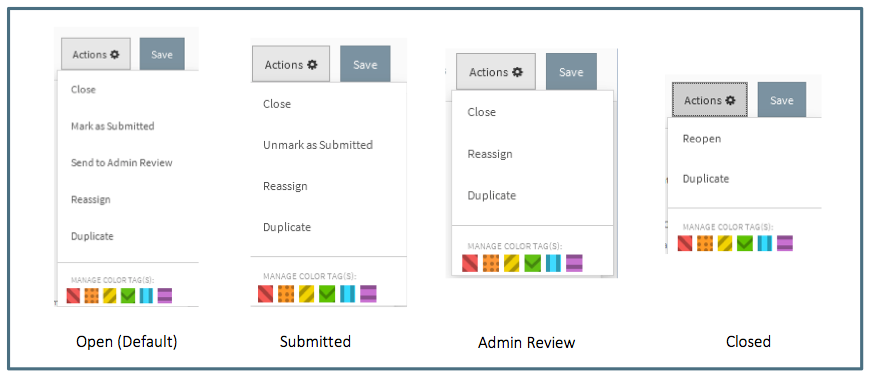 Actions Save
Close
Mark as Submitted
Send to Admin Review
Reassign
Duplicate
MANAGE COLOR TAG(S):
Open (Default)
Actions Save
Close
Unmark as Submitted
Reassign
Duplicate
MANAGE COLOR TAG(S):
Submitted
Actions Save
Close
Reassign
Duplicate
MANAGE COLOR TAG(S):
Admin Review
Actions Save
Reopen
Duplicate
MANAGE COLOR TAG(S):
Closed